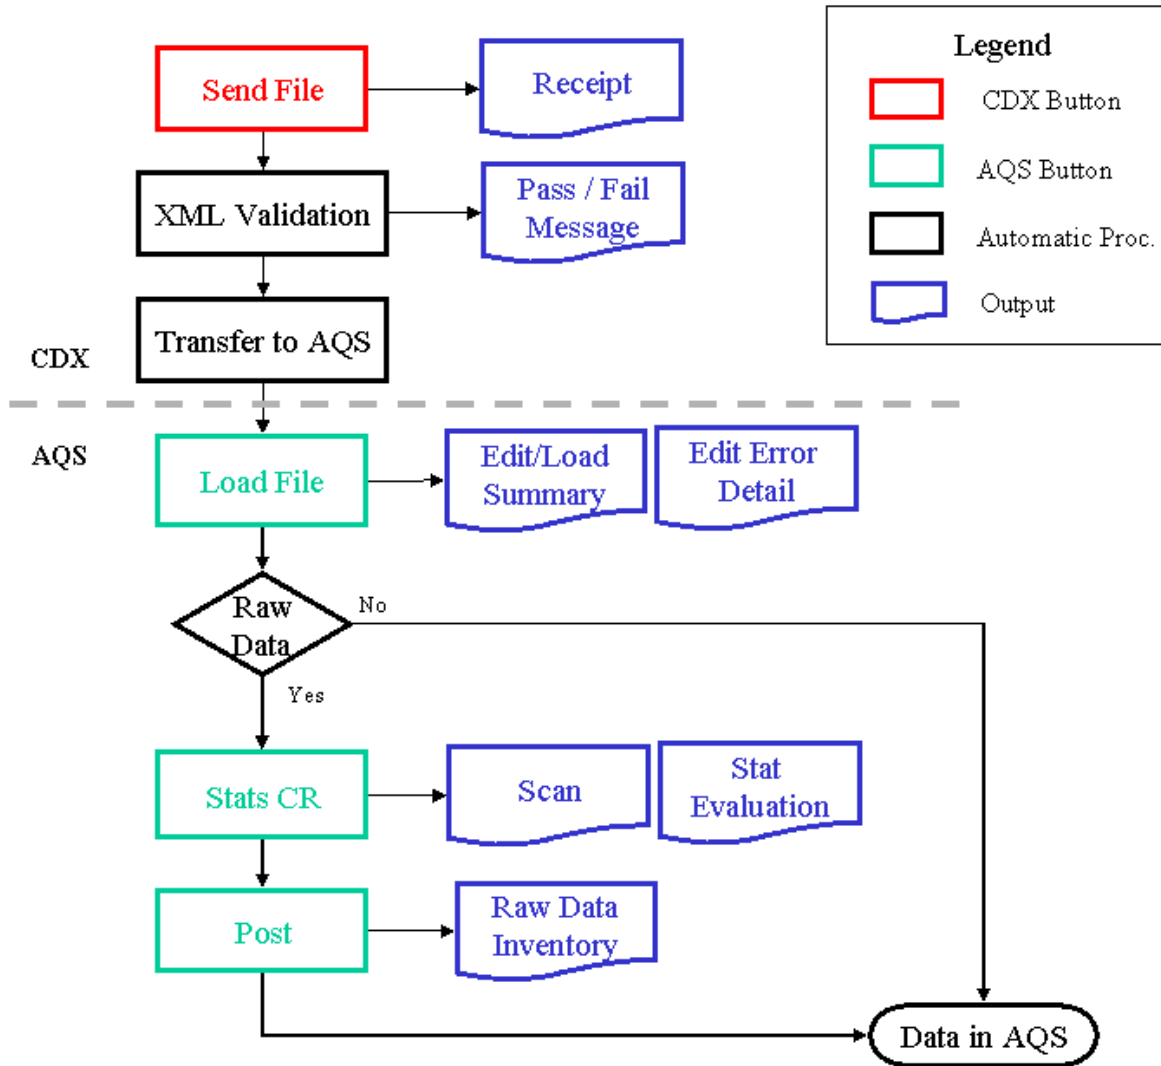 Legend
CDX Button
AQS Button
Automatic Proc.
Output
Send File
Receipt
XML Validation
Pass / Fail
Message
Transfer to AQS
CDX
AQS
Load File
Edit/Load
Summary
Edit Error
Detail
Raw
Data
No
Yes
Stats CR
Scan
Stat
Evaluation
Post
Raw Data
Inventory
Data in AQS